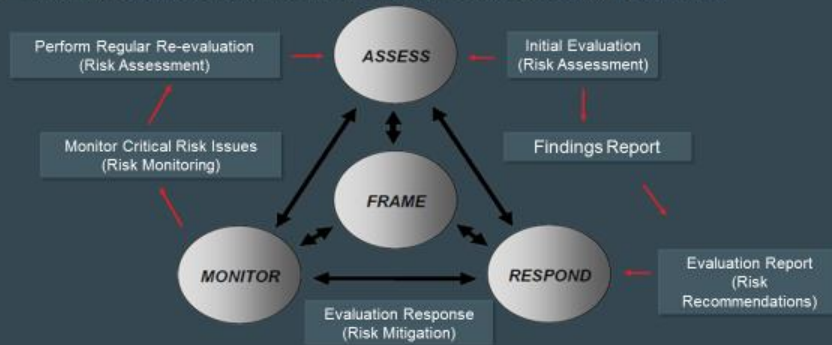 ASSESS
Perform Regular Re-evaluation
(Risk Assessment)
Initial Evaluation
(Risk Assessment)
Monitor Critical Risk Issues
(Risk Monitoring)
Findings Report
FRAME
MONITOR
RESPOND
Evaluation Report
(Risk
Recommendations)
Evaluation Response
(Risk Mitigation)